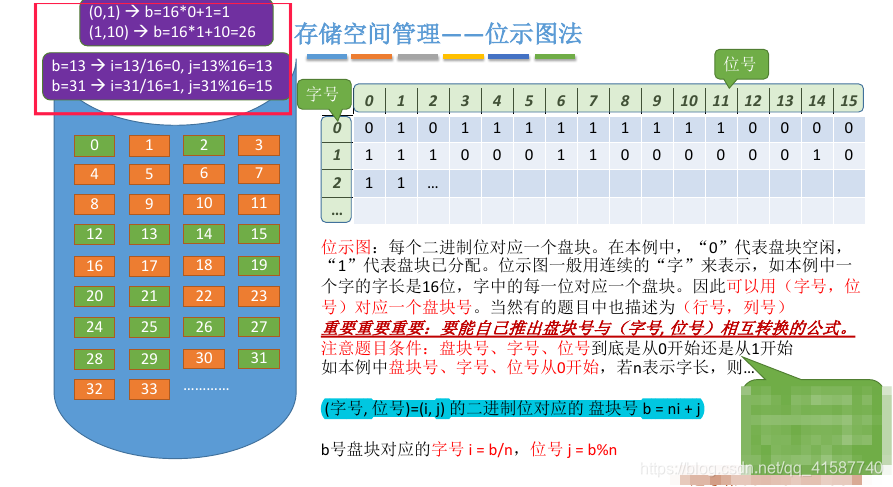 (0,1) → b=16*0+1=1
(1,10) → b=16*1+10=26
b=13 → i=13/16=0, j=13%16=13
b=31 → i=31/16=1, j=31%16=15
存储空间管理——位示图法
字号
位号
0 1 2 3 4 5 6 7 8 9 10 11 12 13 14 15
0 0 1 0 1 1 1 1 1 1 1 1 1 0 0 0 0
1 1 1 1 0 0 0 1 1 0 0 0 0 0 0 1 0
2 1 1 …
…
0 1 2 3
4 5 6 7
8 9 10 11
12 13 14 15
16 17 18 19
20 21 22 23
24 25 26 27
28 29 30 31
32 33 …………
位示图：每个二进制位对应一个盘块。在本例中，“0”代表盘块空闲，
“1”代表盘块已分配。位示图一般用连续的“字”来表示，如本例中一
个字的字长是16位，字中的每一位对应一个盘块。因此可以用（字号，位
号）对应一个盘块号。当然有的题目中也描述为（行号，列号）
重要重要重要：要能自己推出盘块号与（字号，位号）相互转换的公式。
注意题目条件：盘块号、字号、位号到底是从0开始还是从1开始
如本例中盘块号、字号、位号从0开始，若n表示字长，则…
(字号, 位号)=(i, j) 的二进制位对应的 盘块号 b = ni + j
b号盘块对应的字号 i = b/n，位号 j = b%n
https://blog.csdn.net/qq_41587740